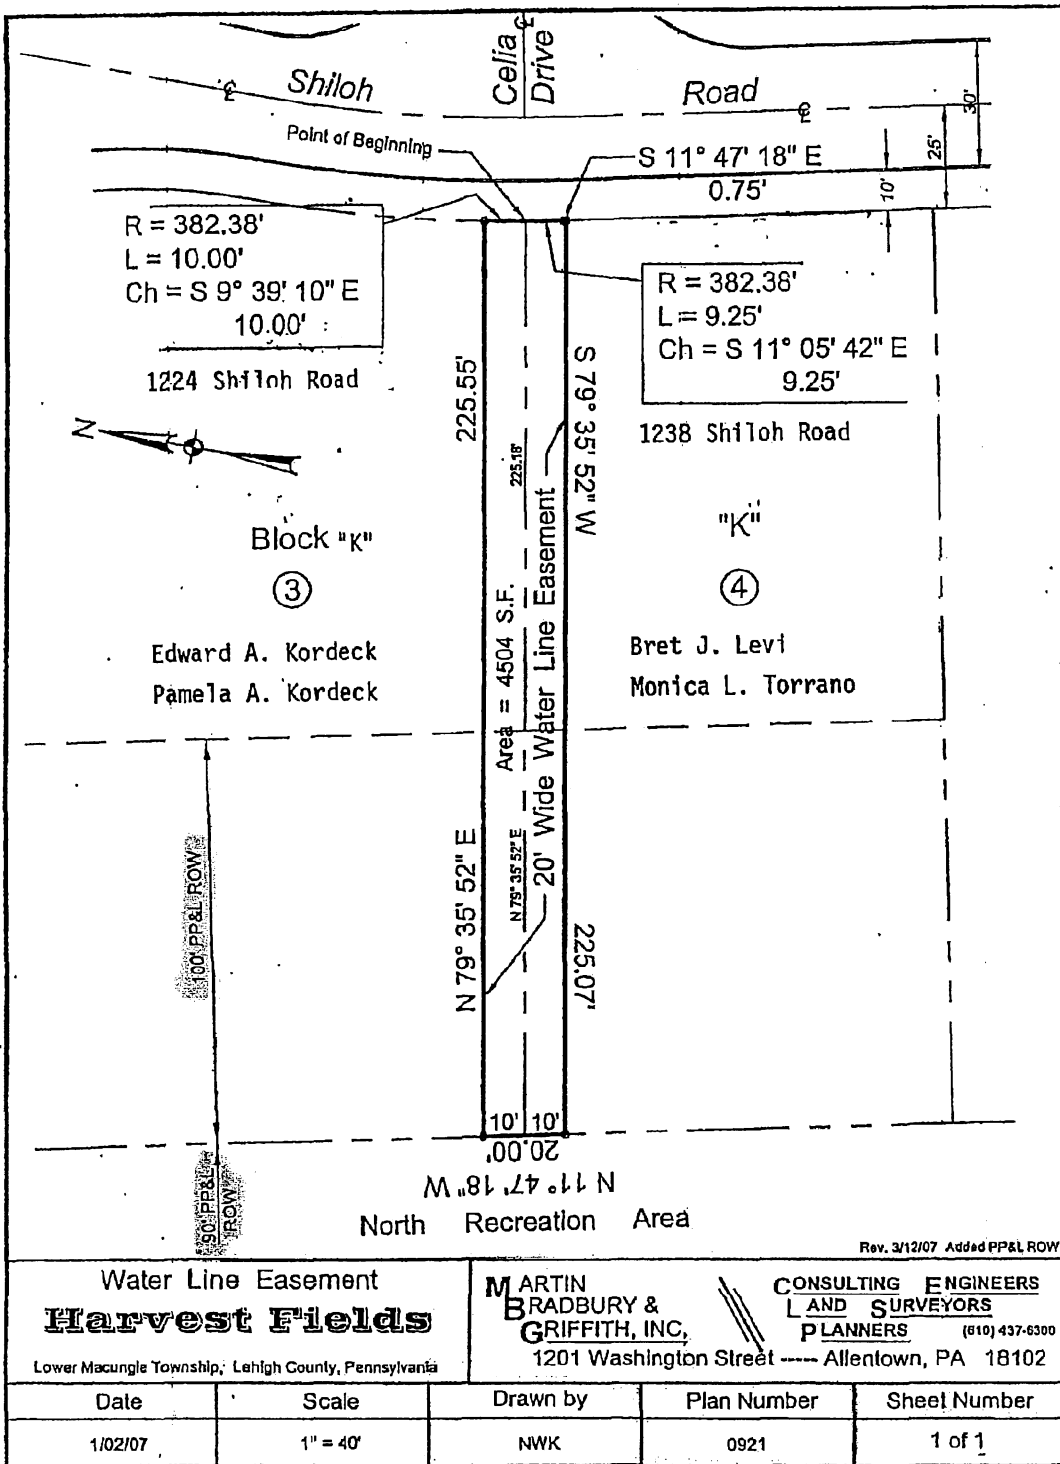 Celia
Drive
Shiloh
Road
30'
25'
10'
Point of Beginning
S 11° 47' 18" E
0.75'
R = 382.38'
L = 10.00'
Ch = S 9° 39' 10" E
10.00'
R = 382.38'
L = 9.25'
Ch = S 11° 05' 42" E
9.25'
1224 Shiloh Road
1238 Shiloh Road
N
225.55'
225.18'
S 79° 35' 52" W
Block "K"
3
Edward A. Kordeck
Pamela A. Kordeck
"K"
4
Bret J. Levi
Monica L. Torrano
Area = 4504 S.F.
20' Wide Water Line Easement
N 79° 35' 52" E
N 79° 35' 52" E
225.07'
100' PP&L ROW
90' PP&L
ROW
10' 10'
20.00'
N 11° 47' 18" W
North Recreation Area
Rev. 3/12/07 Added PP&L ROW
Water Line Easement
Harvest Fields
Lower Macungie Township, Lehigh County, Pennsylvania
MARTIN
BRADBURY &
GRIFFITH, INC.
CONSULTING ENGINEERS
LAND SURVEYORS
PLANNERS (610) 437-6300
1201 Washington Street ----- Allentown, PA 18102
Date Scale Drawn by Plan Number Sheet Number
1/02/07 1" = 40' NWK 0921 1 of 1